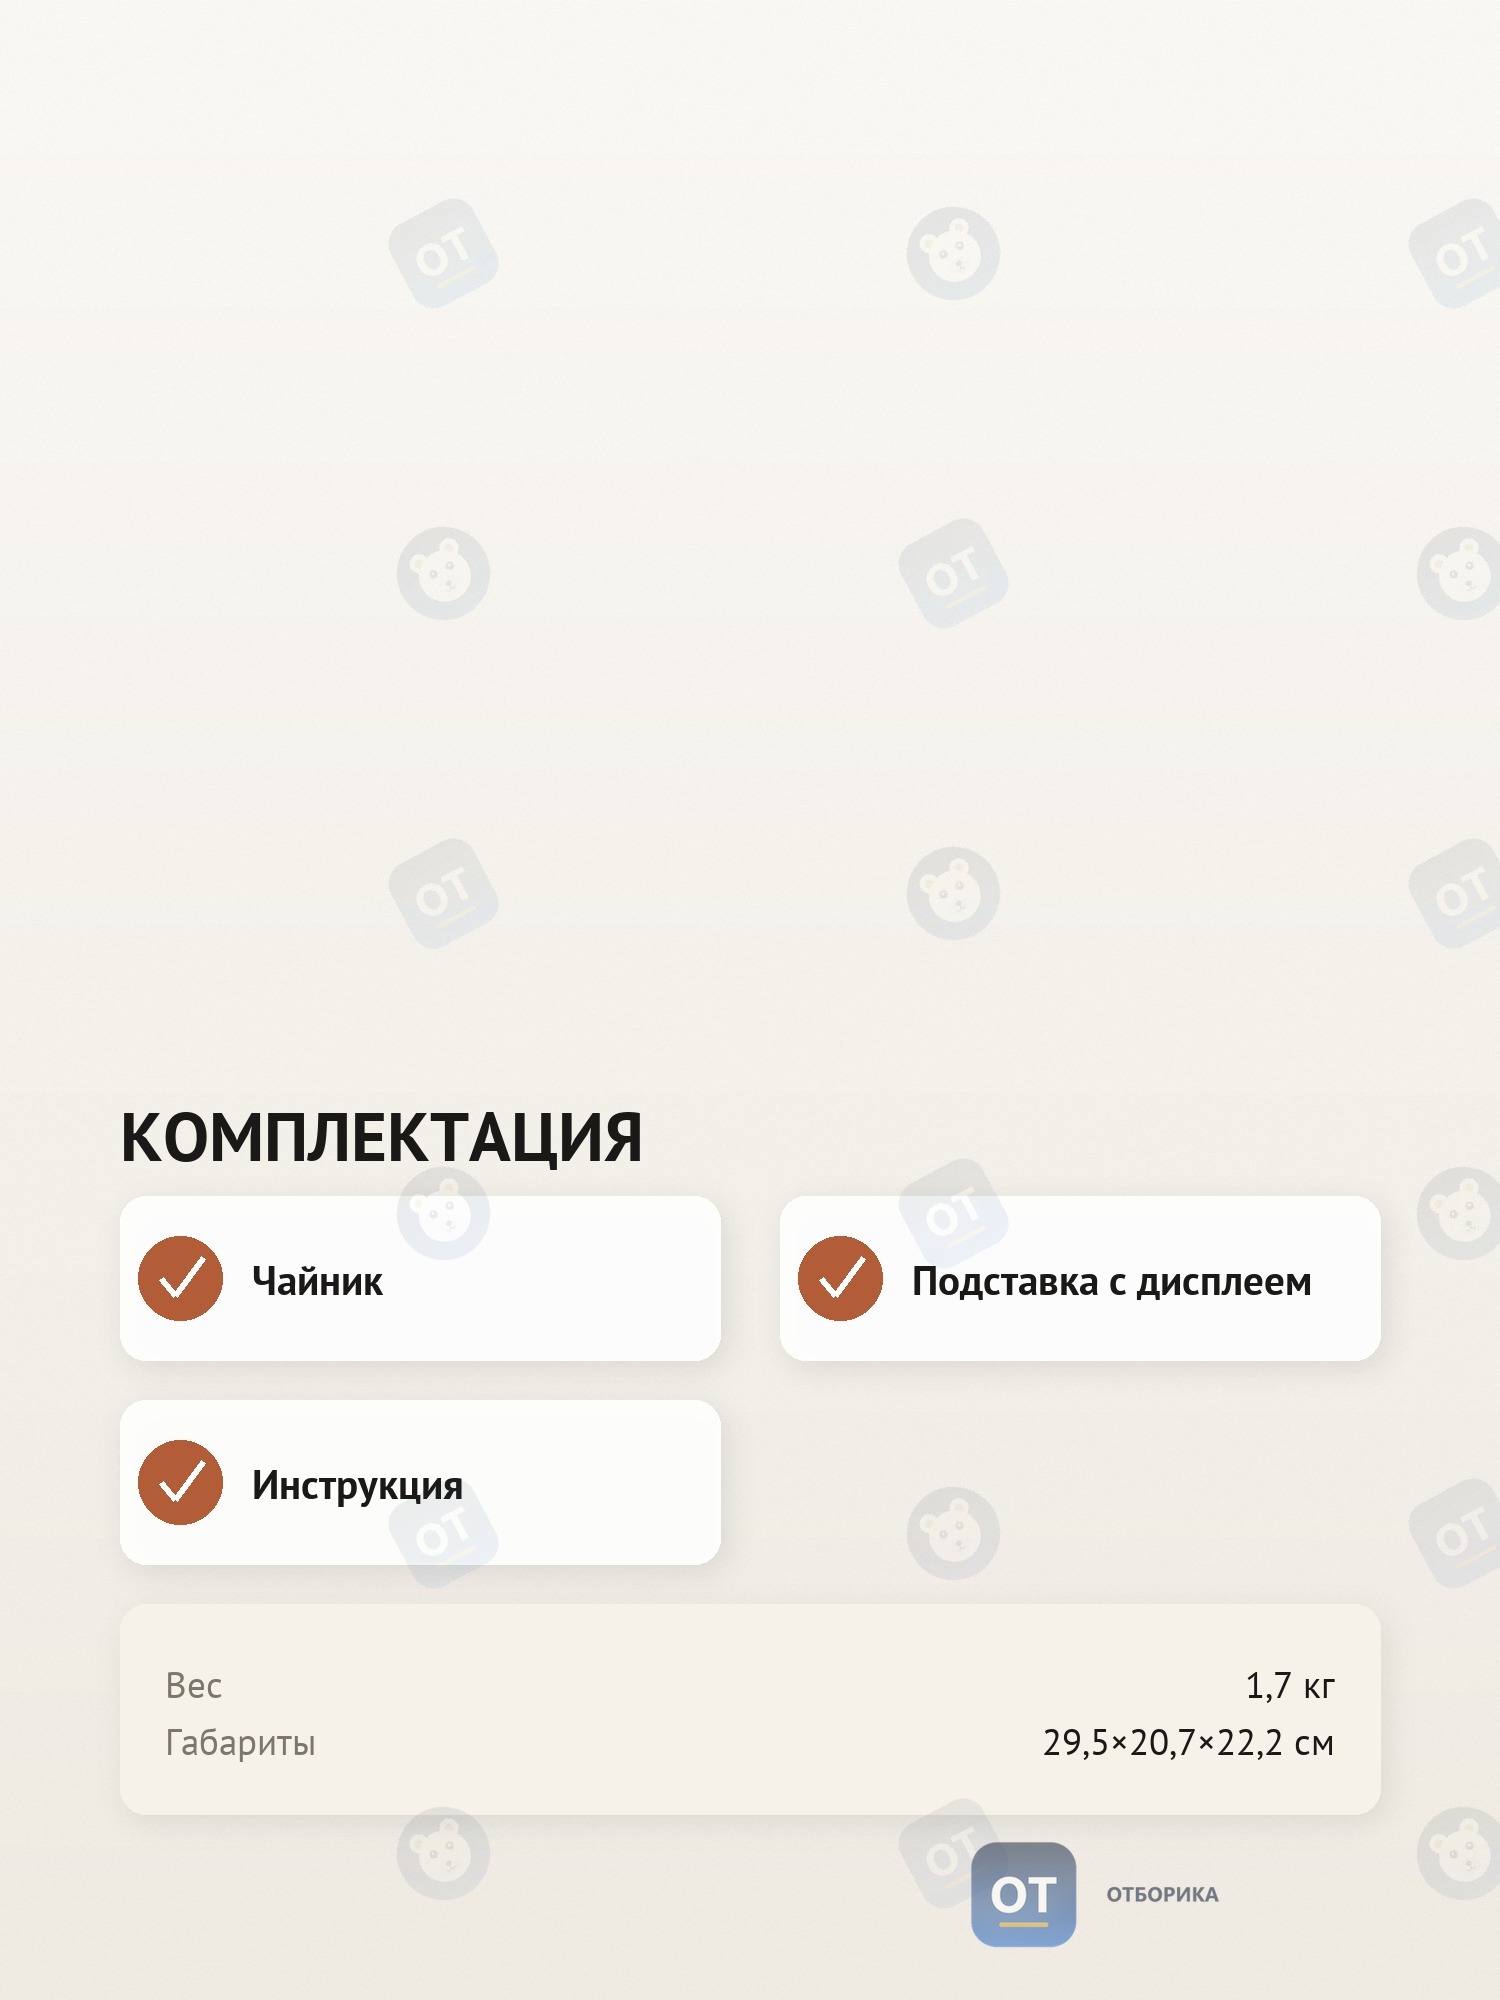 КОМПЛЕКТАЦИЯ
Чайник
Подставка с дисплеем
Инструкция
Вес 1,7 кг
Габариты 29,5×20,7×22,2 см
ОТ ОТБОРИКА